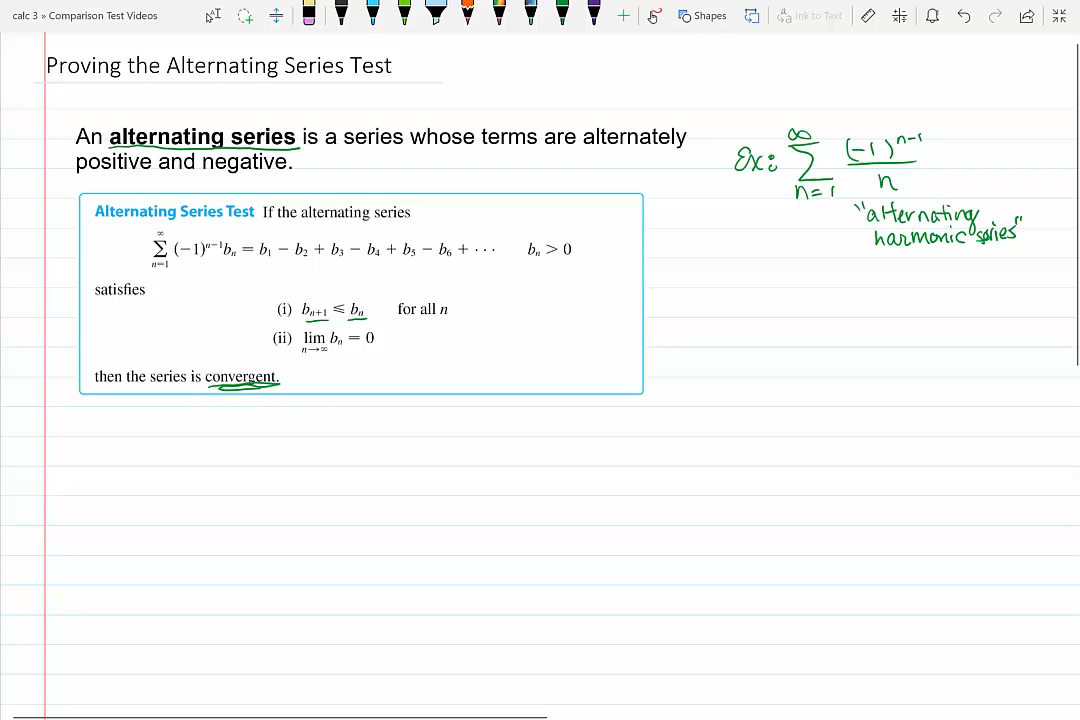 calc 3 » Comparison Test Videos
Shapes
Ink to Text
Proving the Alternating Series Test
An alternating series is a series whose terms are alternately
positive and negative.
Ex: ∞ ∑ n=1 (-1)^{n-1} / n
"alternating
harmonic series"
Alternating Series Test If the alternating series
∞ ∑ n=1 (−1)^{n−1} b_n = b_1 − b_2 + b_3 − b_4 + b_5 − b_6 + ··· b_n > 0
satisfies
(i) b_{n+1} ≤ b_n for all n
(ii) lim n→∞ b_n = 0
then the series is convergent.